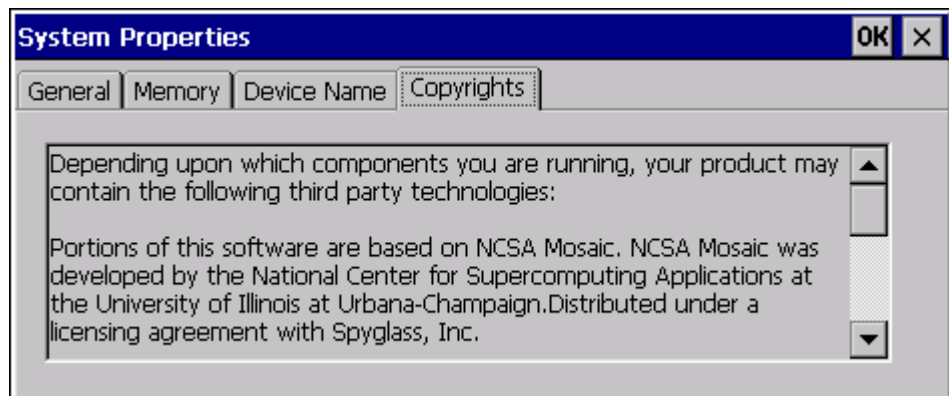 System Properties OK ×
General Memory Device Name Copyrights
Depending upon which components you are running, your product may
contain the following third party technologies:
Portions of this software are based on NCSA Mosaic. NCSA Mosaic was
developed by the National Center for Supercomputing Applications at
the University of Illinois at Urbana-Champaign.Distributed under a
licensing agreement with Spyglass, Inc.